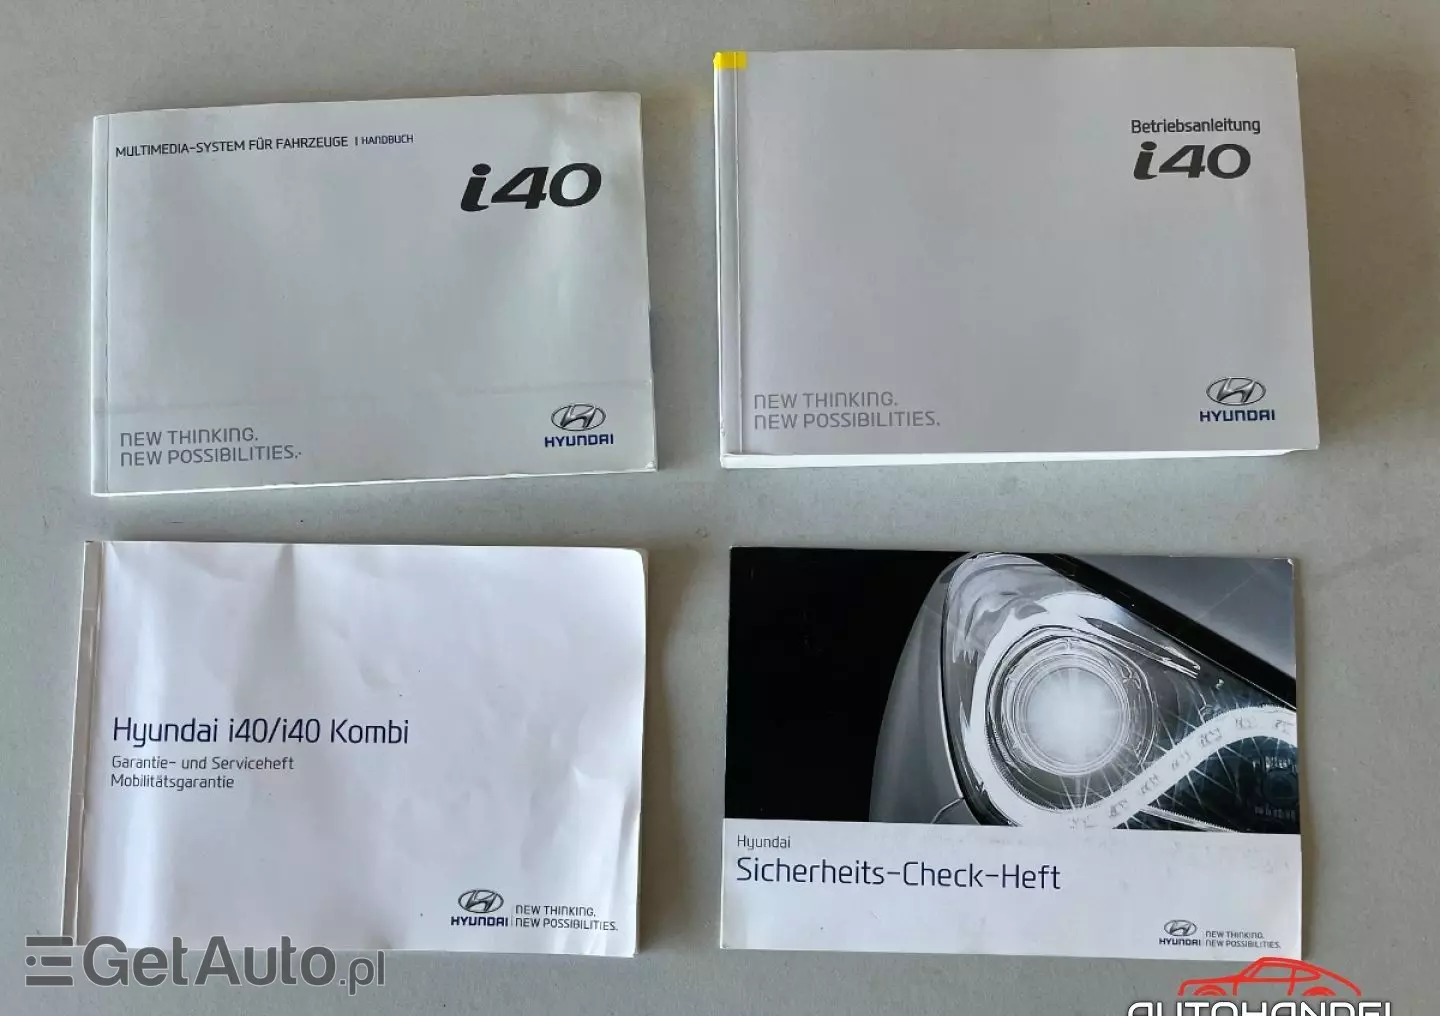 MULTIMEDIA-SYSTEM FÜR FAHRZEUGE | HANDBUCH
i40
NEW THINKING.
NEW POSSIBILITIES.
HYUNDAI
Betriebsanleitung
i40
NEW THINKING.
NEW POSSIBILITIES.
HYUNDAI
Hyundai i40/i40 Kombi
Garantie- und Serviceheft
Mobilitätsgarantie
HYUNDAI
NEW THINKING.
NEW POSSIBILITIES.
Hyundai
Sicherheits-Check-Heft
HYUNDAI
NEW THINKING.
NEW POSSIBILITIES.
GetAuto.pl
AUTOHANDEL